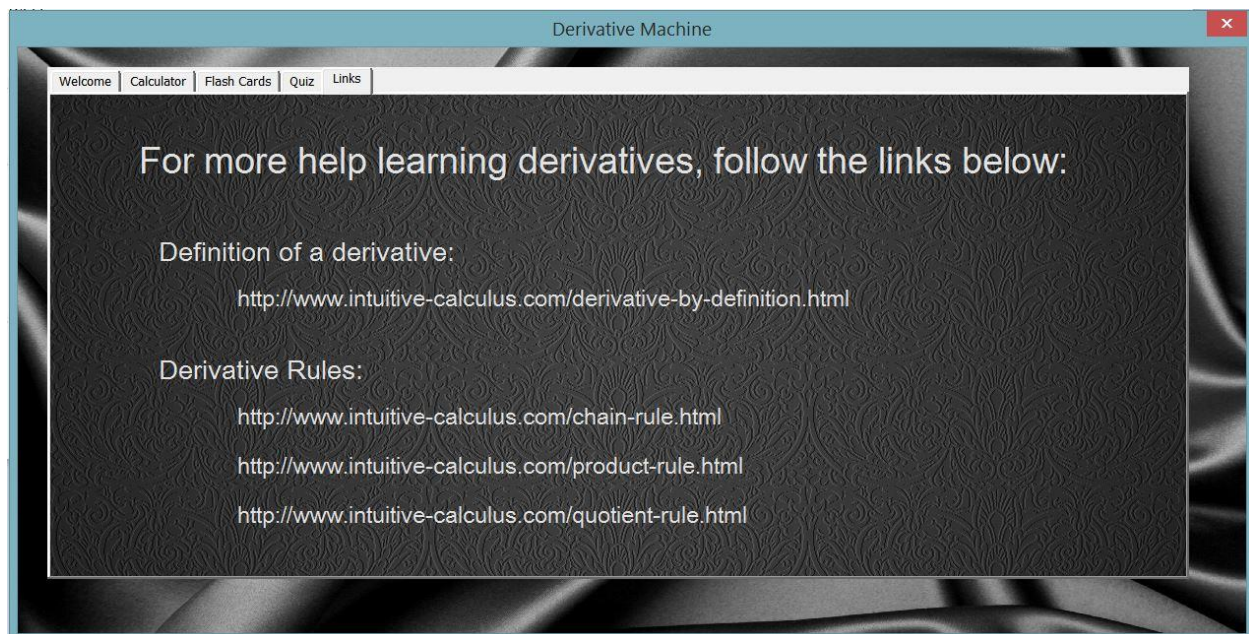 Derivative Machine
Welcome Calculator Flash Cards Quiz Links
For more help learning derivatives, follow the links below:
Definition of a derivative:
http://www.intuitive-calculus.com/derivative-by-definition.html
Derivative Rules:
http://www.intuitive-calculus.com/chain-rule.html
http://www.intuitive-calculus.com/product-rule.html
http://www.intuitive-calculus.com/quotient-rule.html